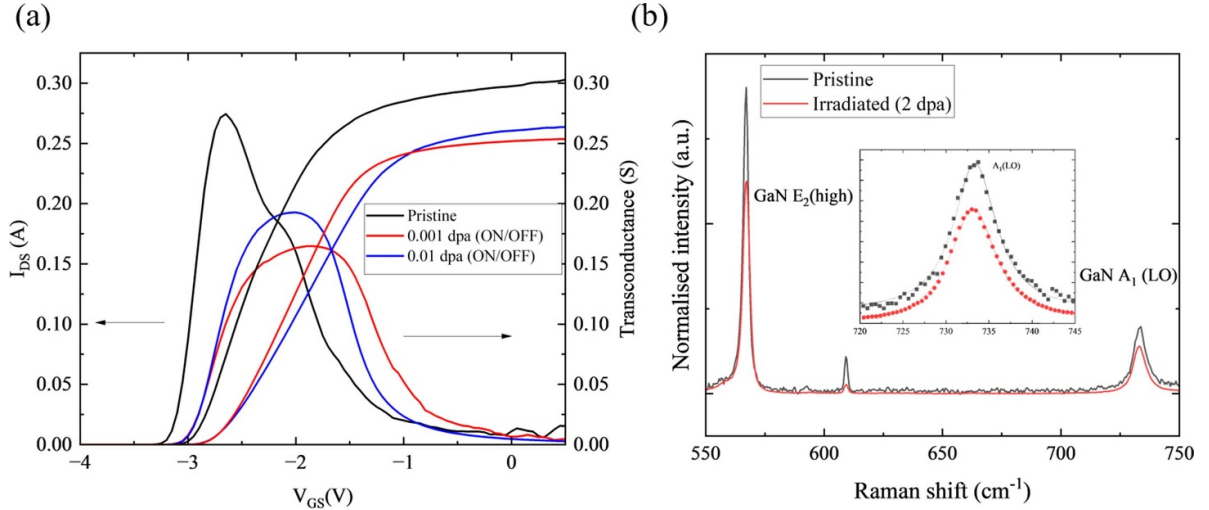 (a)
0.30
0.25
0.20
0.15
0.10
0.05
0.00
I_DS (A)
−4
−3
−2
−1
0
V_GS(V)
0.30
0.25
0.20
0.15
0.10
0.05
0.00
Transconductance (S)
Pristine
0.001 dpa (ON/OFF)
0.01 dpa (ON/OFF)
(b)
Normalised intensity (a.u.)
Pristine
Irradiated (2 dpa)
GaN E₂(high)
A₁(LO)
720
725
730
735
740
745
GaN A₁ (LO)
550
600
650
700
750
Raman shift (cm⁻¹)